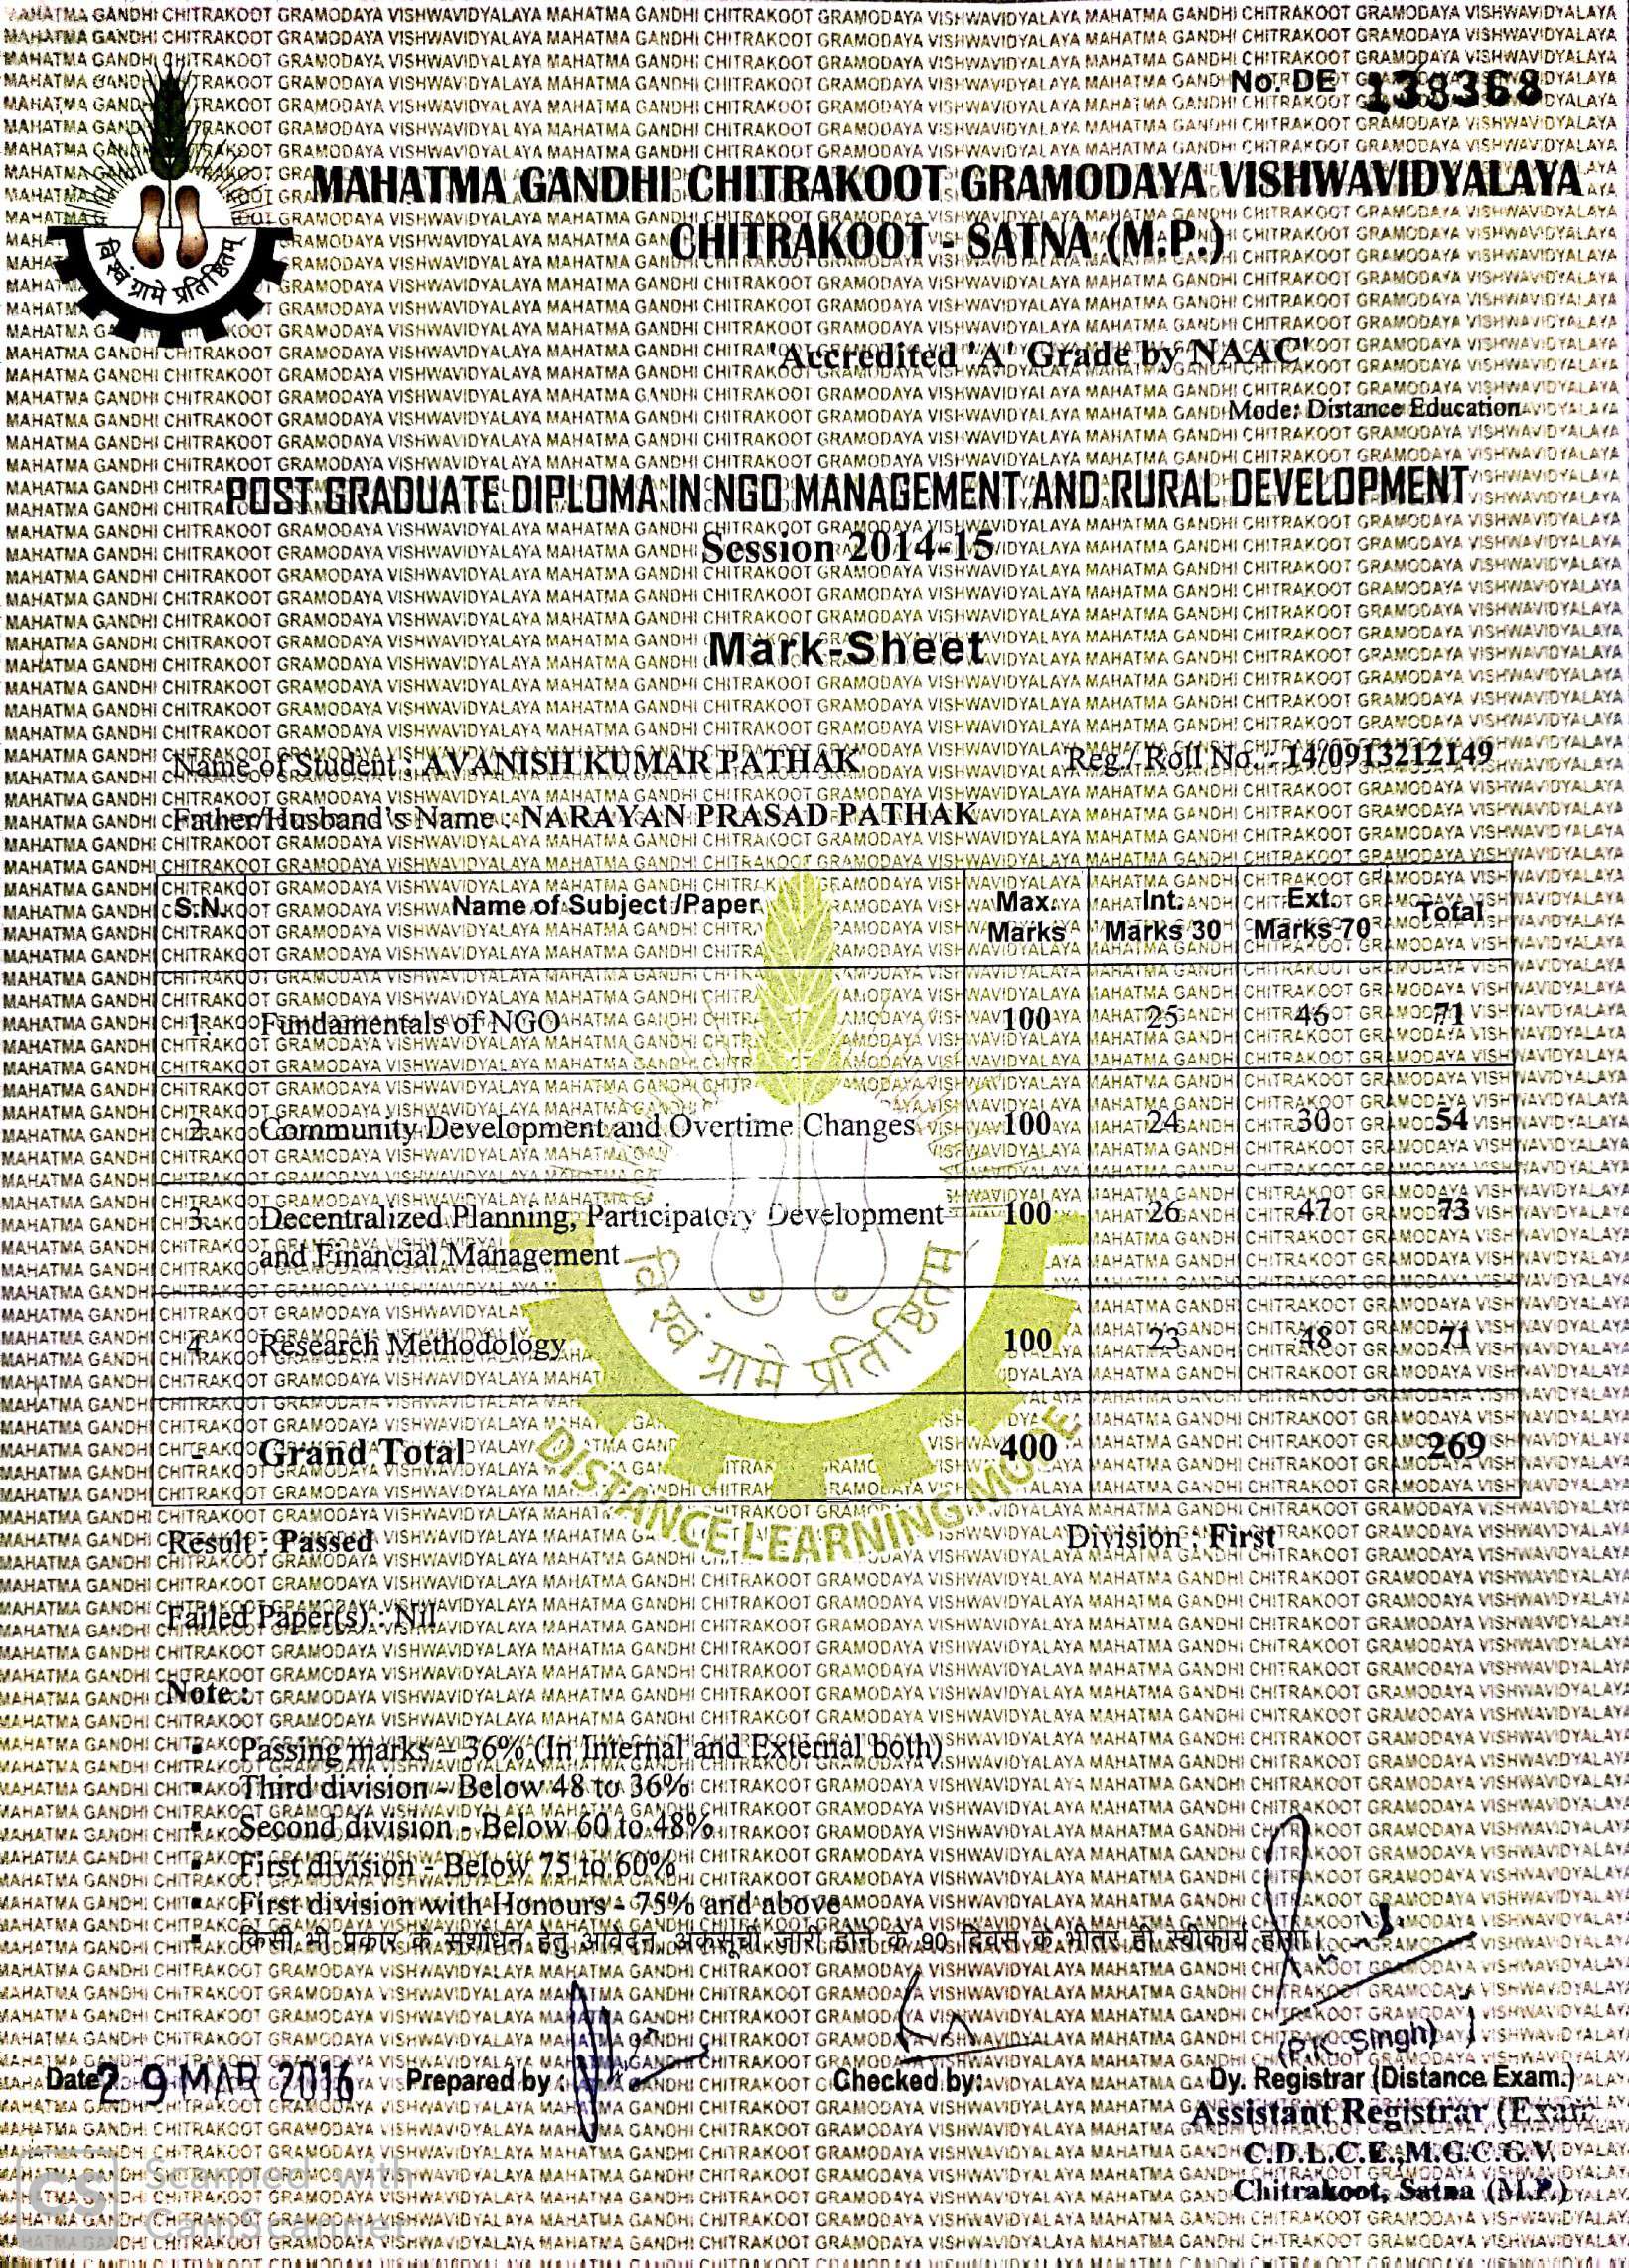 No. DE 138368
विश्वं ग्रामे प्रतिष्ठितम्
MAHATMA GANDHI CHITRAKOOT GRAMODAYA VISHWAVIDYALAYA
CHITRAKOOT - SATNA (M.P.)
"Accredited 'A' Grade by NAAC"
Mode: Distance Education
POST GRADUATE DIPLOMA IN NGO MANAGEMENT AND RURAL DEVELOPMENT
Session 2014-15
Mark-Sheet
Name of Student : AVANISH KUMAR PATHAK Reg./ Roll No. :- 14/0913212149
Father/Husband's Name : NARAYAN PRASAD PATHAK
S.N. Name of Subject /Paper Max. Marks Int. Marks 30 Ext. Marks 70 Total
1. Fundamentals of NGO 100 25 46 71
2. Community Development and Overtime Changes 100 24 30 54
3. Decentralized Planning, Participatory Development 100 26 47 73
and Financial Management
4. Research Methodology 100 23 48 71
- Grand Total 400 269
DISTANCE LEARNING MODE
Result : Passed Division : First
Failed Paper(s) : Nil
Note :
▪ Passing marks – 36% (In Internal and External both)
▪ Third division - Below 48 to 36%
▪ Second division - Below 60 to 48%
▪ First division - Below 75 to 60%
▪ First division with Honours - 75% and above
▪ किसी भी प्रकार के संशोधन हेतु आवेदन, अंकसूची जारी होने के 90 दिवस के भीतर ही स्वीकार्य होगा।
(P.K. Singh)
Date 29 MAR 2016 Prepared by : Checked by: Dy. Registrar (Distance Exam.)
Assistant Registrar (Exam
C.D.L.C.E.,M.G.C.G.V.
Chitrakoot, Satna (M.P.)
CS Scanned with
CamScanner